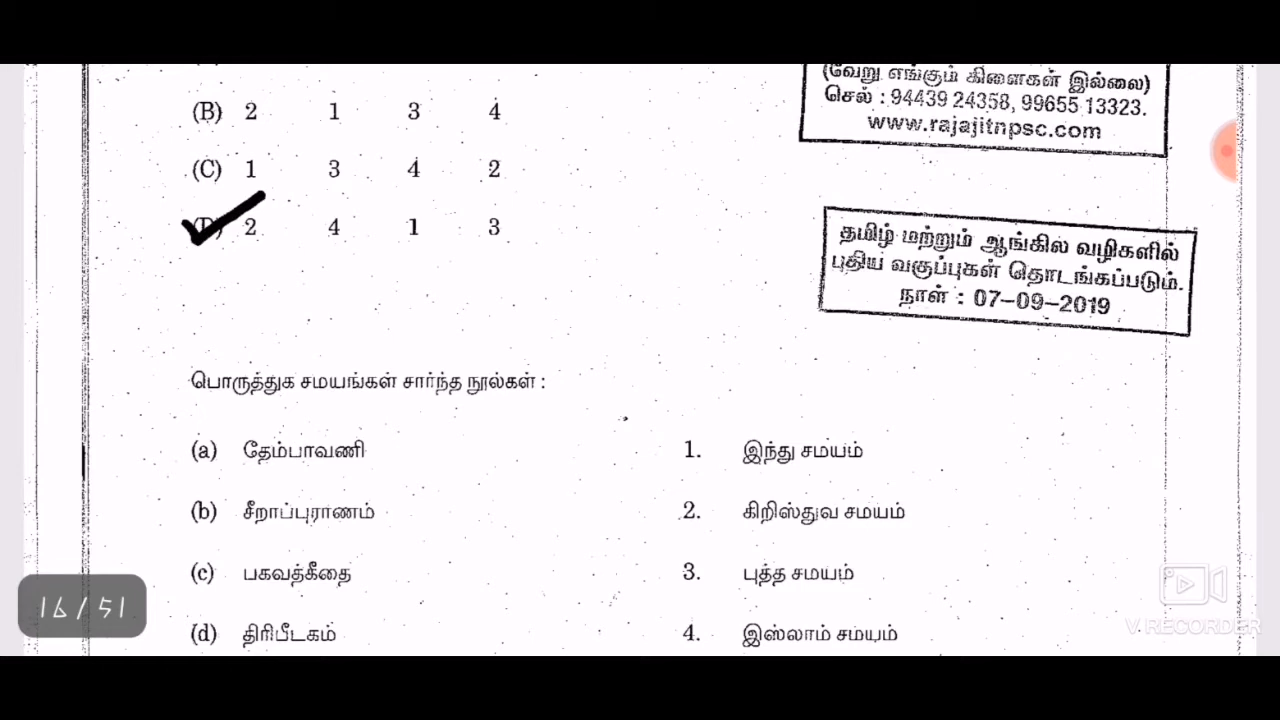 (வேறு எங்கும் கிளைகள் இல்லை)
செல் : 94439 24358, 99655 13323.
www.rajajitnpsc.com
(B) 2 1 3 4
(C) 1 3 4 2
(D) 2 4 1 3
தமிழ் மற்றும் ஆங்கில வழிகளில்
புதிய வகுப்புகள் தொடங்கப்படும்.
நாள் : 07-09-2019
பொருத்துக சமயங்கள் சார்ந்த நூல்கள் :
(a) தேம்பாவணி 1. இந்து சமயம்
(b) சீறாப்புராணம் 2. கிறிஸ்துவ சமயம்
(c) பகவத்கீதை 3. புத்த சமயம்
(d) திரிபீடகம் 4. இஸ்லாம் சமயம்
16/51
V RECORDER